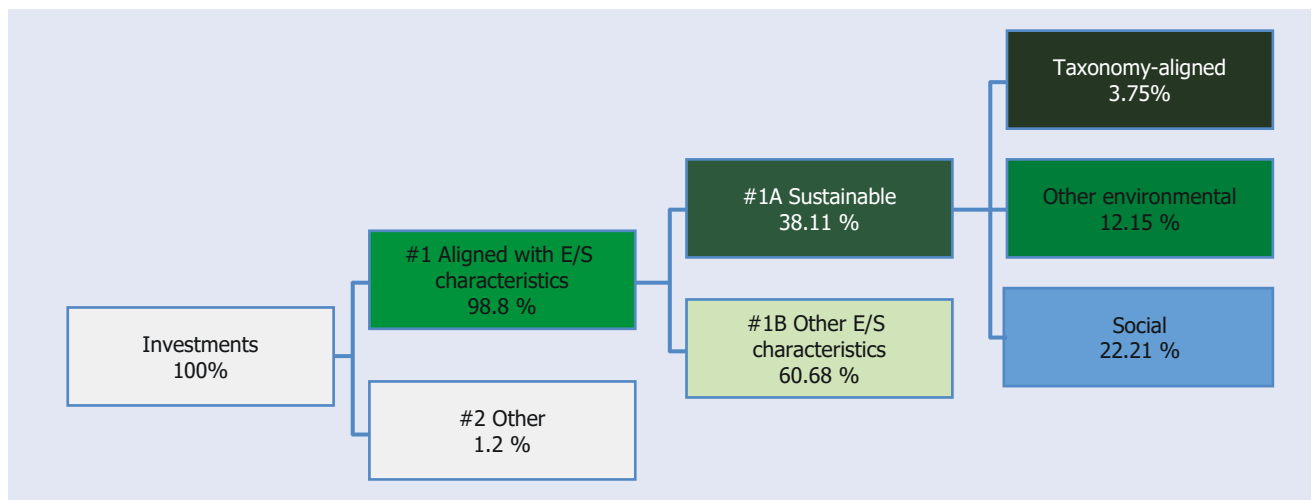 Investments
100%
#1 Aligned with E/S
characteristics
98.8 %
#2 Other
1.2 %
#1A Sustainable
38.11 %
#1B Other E/S
characteristics
60.68 %
Taxonomy-aligned
3.75%
Other environmental
12.15 %
Social
22.21 %